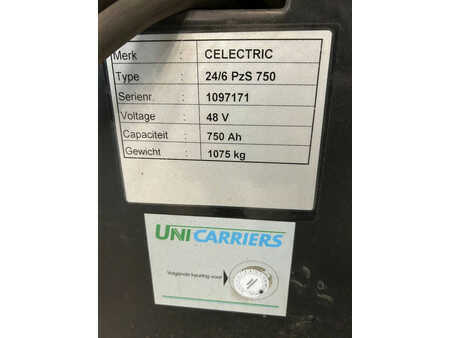 Merk : CELECTRIC
Type : 24/6 PzS 750
Serienr. : 1097171
Voltage : 48 V
Capaciteit : 750 Ah
Gewicht : 1075 kg
UNICARRIERS
Volgende keuring voor